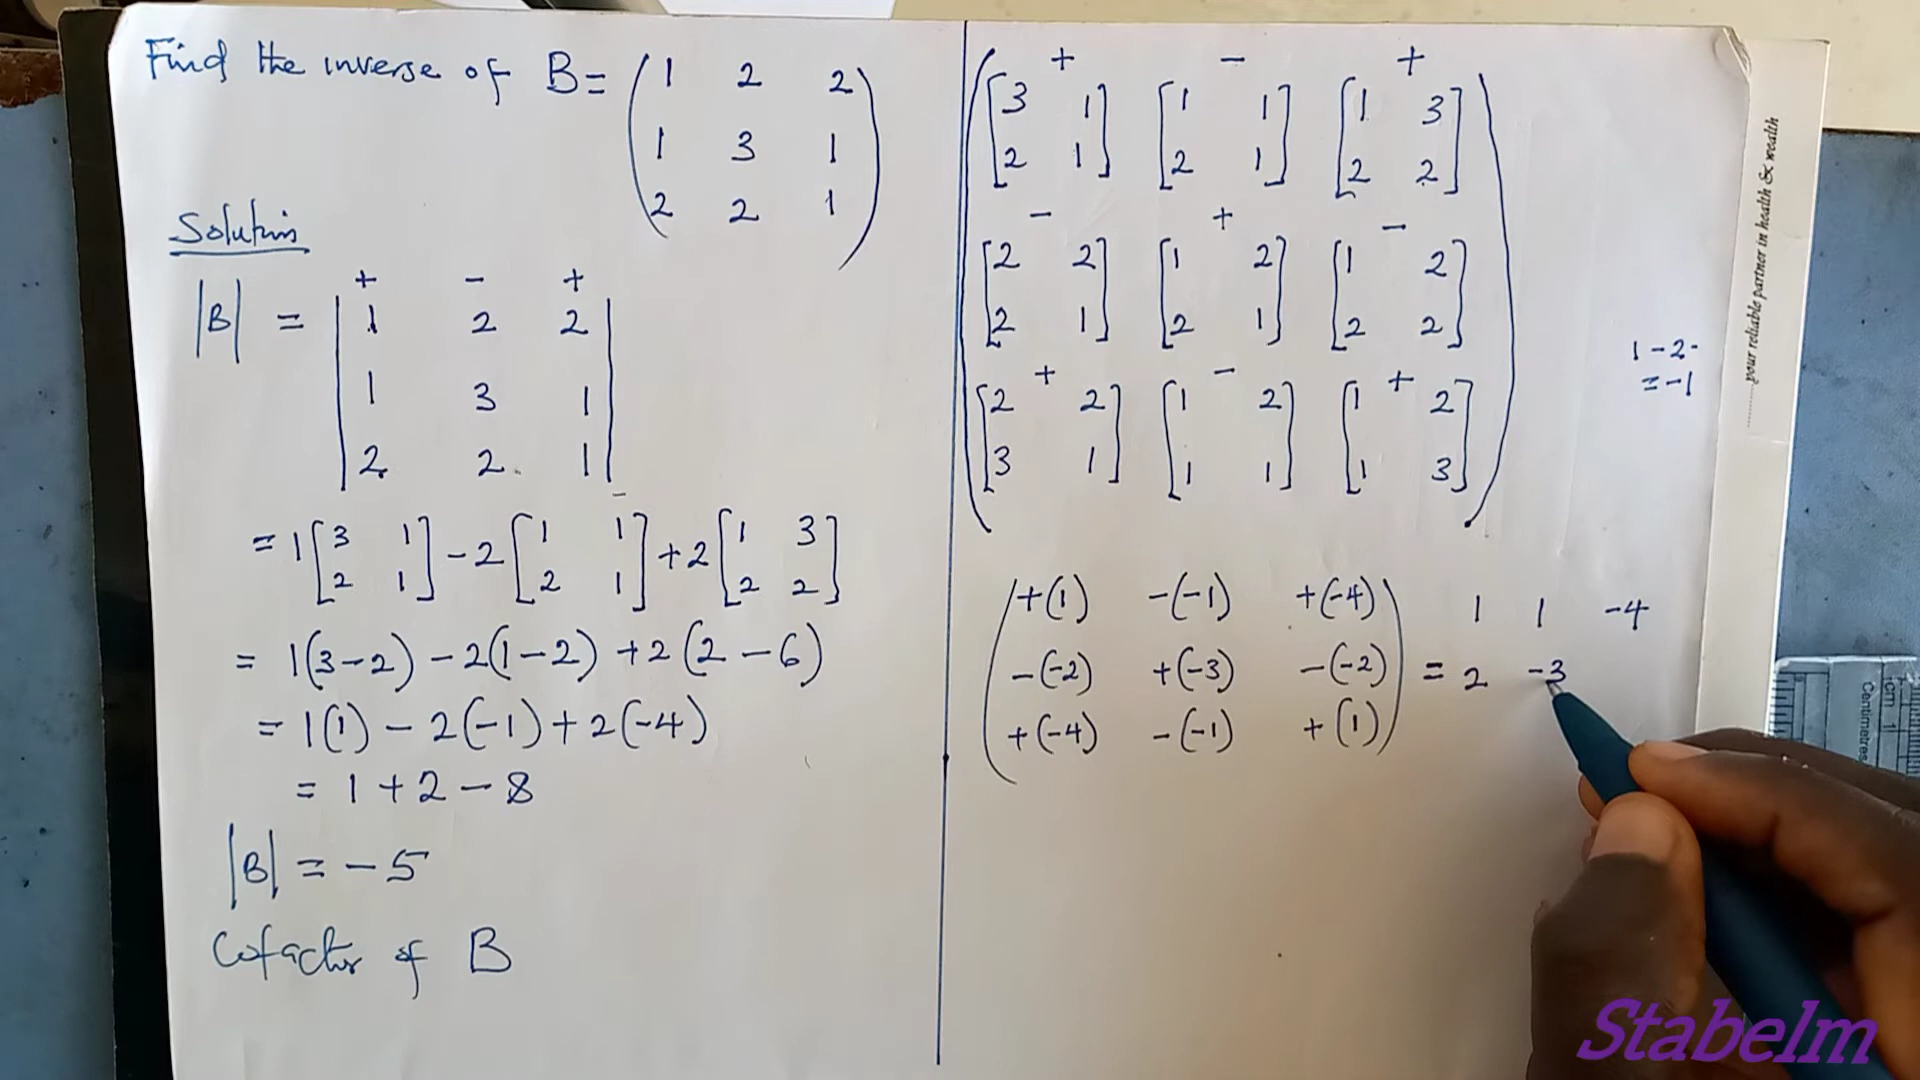 Find the inverse of B= (1 2 2
1 3 1
2 2 1)
Solution
+ - +
|B| = |1 2 2
1 3 1
2 2 1|
= 1[3 1 -2[1 1 +2[1 3
2 1] 2 1] 2 2]
= 1(3-2) -2(1-2) +2(2-6)
= 1(1) - 2(-1) + 2(-4)
= 1 + 2 - 8
|B| = -5
Cofactor of B
+ - +
[3 1 [1 1 [1 3
2 1] 2 1] 2 2]
- + -
[2 2 [1 2 [1 2
2 1] 2 1] 2 2]
+ - +
[2 2 [1 2 [1 2
3 1] 1 1] 1 3]
1-2-
=-1
(+(1) -(-1) +(-4) 1 1 -4
-(-2) +(-3) -(-2) = 2 -3
+(-4) -(-1) +(1))
....your reliable partner in health & wealth
Centimetre
cm 1
Stabelm